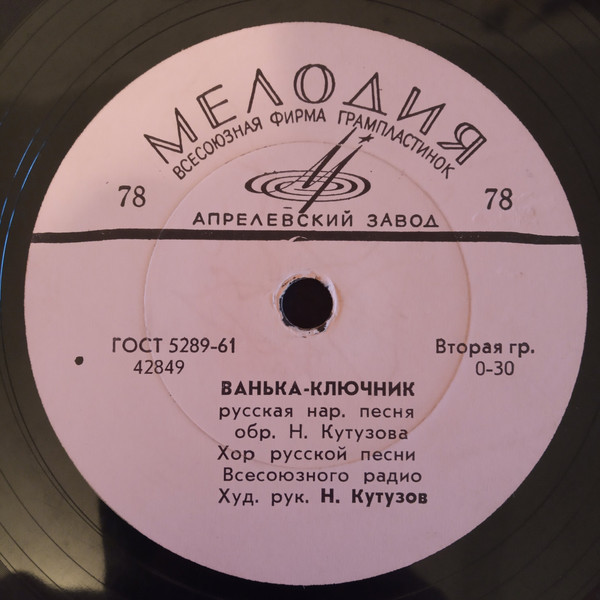 МЕЛОДИЯ
ВСЕСОЮЗНАЯ ФИРМА ГРАМПЛАСТИНОК
78 78
АПРЕЛЕВСКИЙ ЗАВОД
ГОСТ 5289-61 Вторая гр.
42849 0-30
ВАНЬКА-КЛЮЧНИК
русская нар. песня
обр. Н. Кутузова
Хор русской песни
Всесоюзного радио
Худ. рук. Н. Кутузов